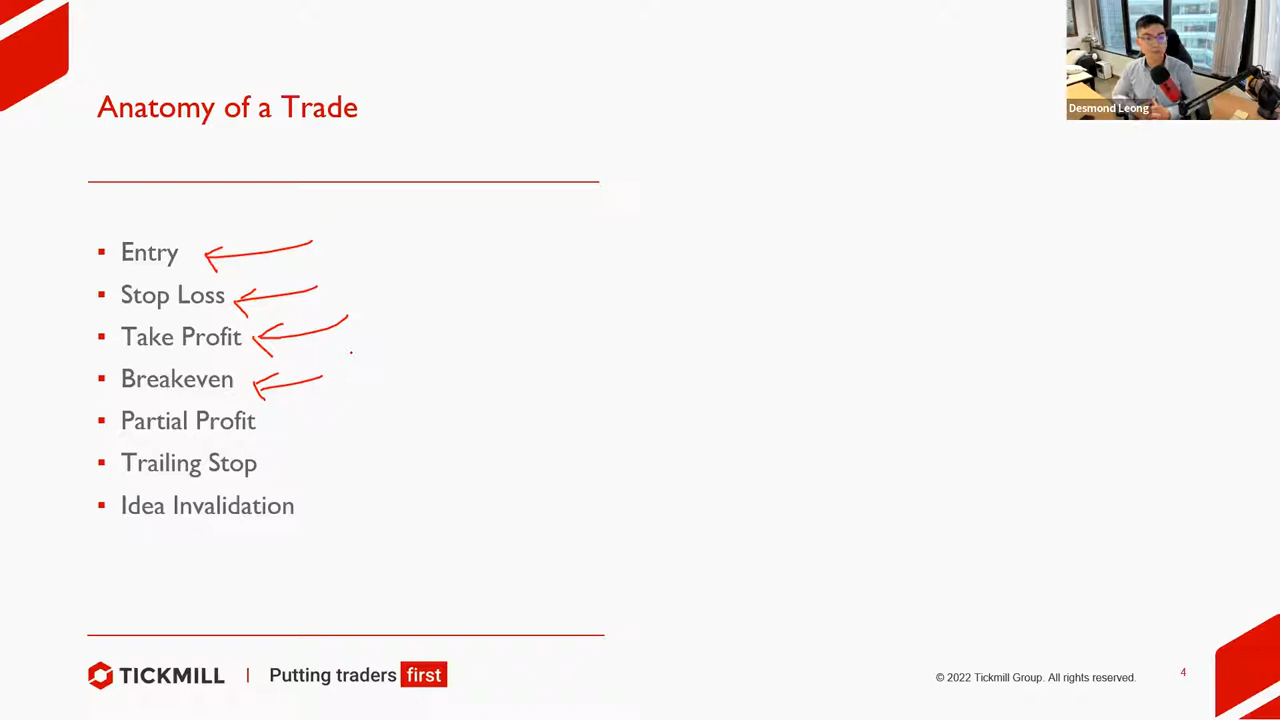 Desmond Leong
Anatomy of a Trade
Entry
Stop Loss
Take Profit
Breakeven
Partial Profit
Trailing Stop
Idea Invalidation
TICKMILL | Putting traders first
© 2022 Tickmill Group. All rights reserved.
4